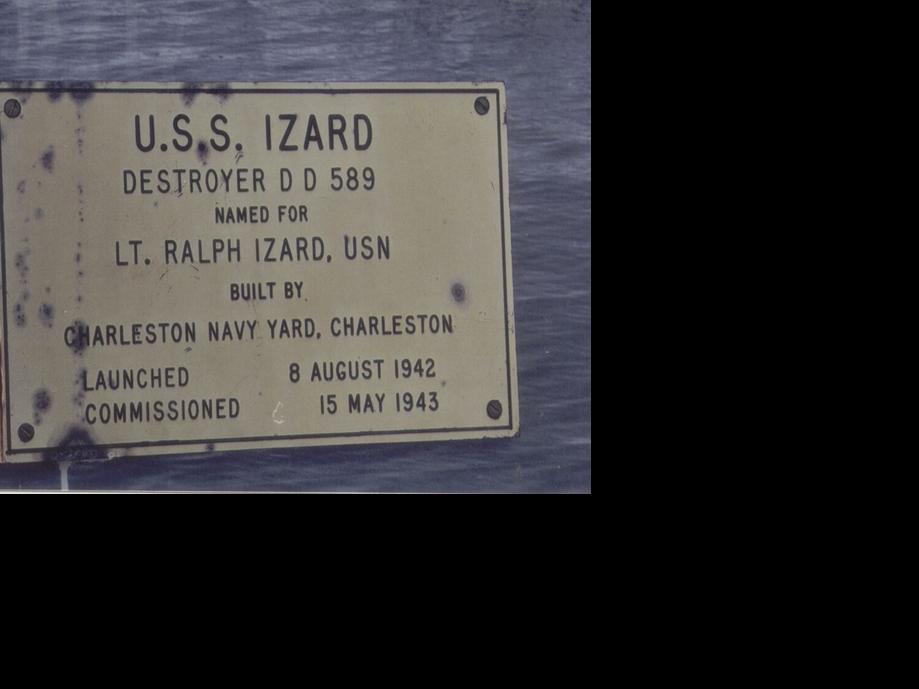 U.S.S. IZARD
DESTROYER D D 589
NAMED FOR
LT. RALPH IZARD, USN
BUILT BY
CHARLESTON NAVY YARD, CHARLESTON
LAUNCHED 8 AUGUST 1942
COMMISSIONED 15 MAY 1943